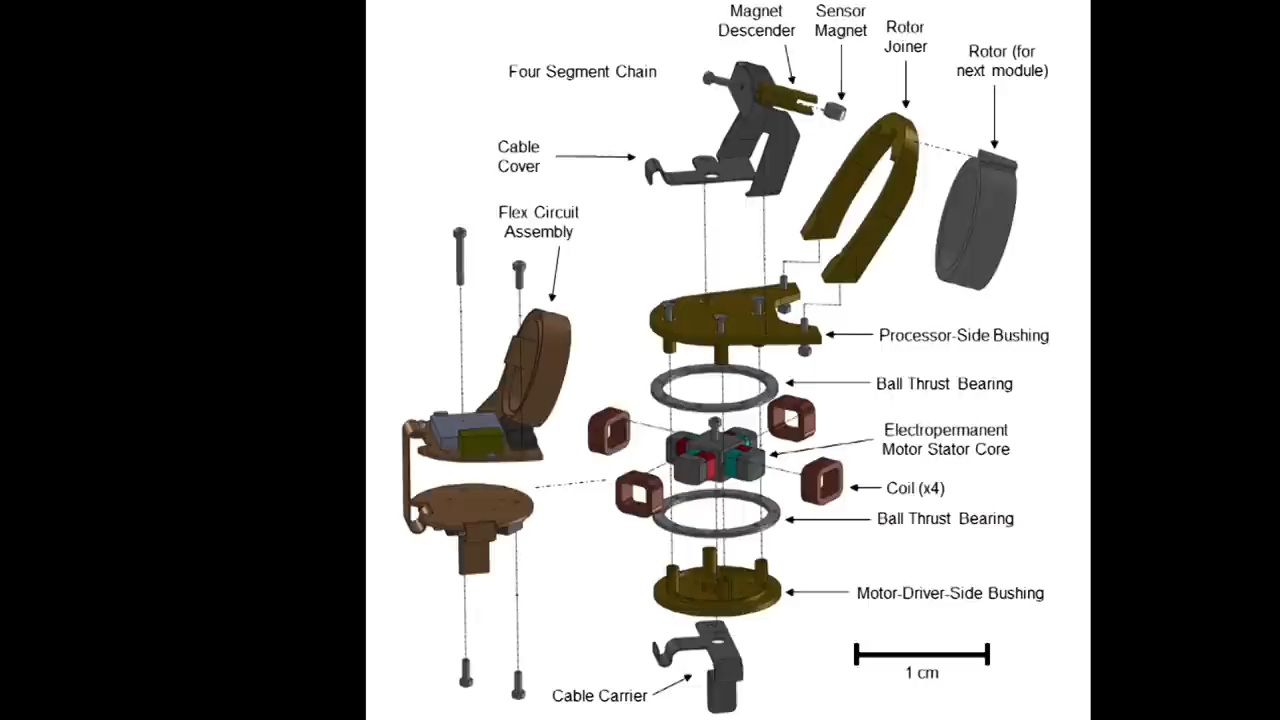 Magnet
Descender
Sensor
Magnet
Rotor
Joiner
Rotor (for
next module)
Four Segment Chain
Cable
Cover
Flex Circuit
Assembly
Processor-Side Bushing
Ball Thrust Bearing
Electropermanent
Motor Stator Core
Coil (x4)
Ball Thrust Bearing
Motor-Driver-Side Bushing
1 cm
Cable Carrier